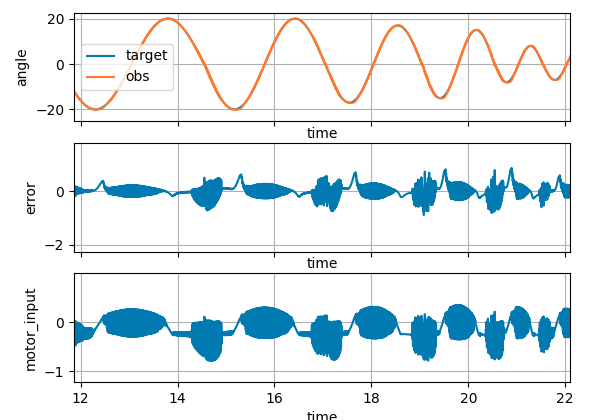 20
0
−20
angle
target
obs
time
0
−2
error
time
0
−1
motor_input
12 14 16 18 20 22
time